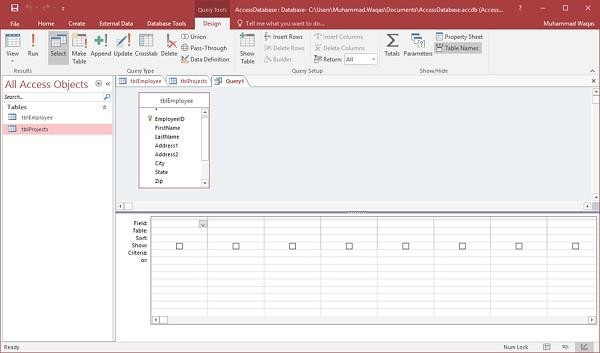 Query Tools
AccessDatabase : Database- C:\Users\Muhammad.Waqas\Documents\AccessDatabase.accdb (Access...
File Home Create External Data Database Tools Design Tell me what you want to do... Muhammad Waqas
View Run Select Make Table Append Update Crosstab Delete
Union
Pass-Through
Data Definition
Show Table
Insert Rows
Delete Rows
Builder
Insert Columns
Delete Columns
Return: All
Totals Parameters
Property Sheet
Table Names
Results Query Type Query Setup Show/Hide
All Access Objects
Search...
Tables
tblEmployee
tblProjects
tblEmployee tblProjects Query1
tblEmployee
*
EmployeeID
FirstName
LastName
Address1
Address2
City
State
Zip
Field:
Table:
Sort:
Show:
Criteria:
or:
Ready Num Lock